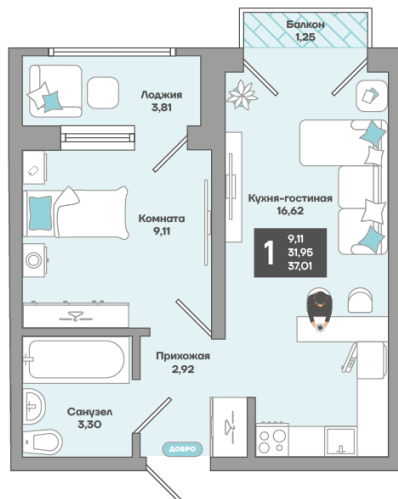 Балкон
1,25
Лоджия
3,81
Комната
9,11
Кухня-гостиная
16,62
1
9,11
31,95
37,01
Прихожая
2,92
Санузел
3,30
ДОБРО